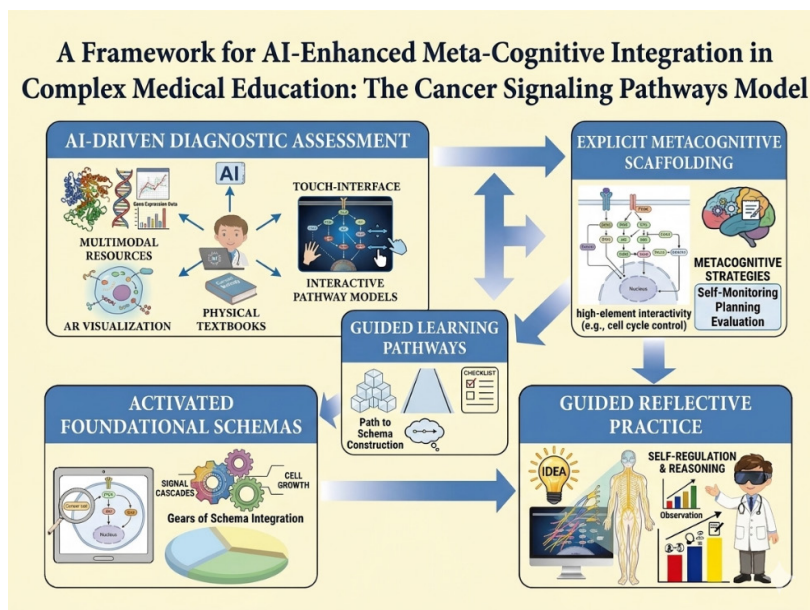 A Framework for AI-Enhanced Meta-Cognitive Integration in
Complex Medical Education: The Cancer Signaling Pathways Model
AI-DRIVEN DIAGNOSTIC ASSESSMENT
AI
Gene Expression Data
TOUCH-INTERFACE
MULTIMODAL
RESOURCES
AR VISUALIZATION
PHYSICAL
TEXTBOOKS
INTERACTIVE
PATHWAY MODELS
EXPLICIT METACOGNITIVE
SCAFFOLDING
Nucleus
high-element interactivity
(e.g., cell cycle control)
METACOGNITIVE
STRATEGIES
Self-Monitoring
Planning
Evaluation
GUIDED LEARNING
PATHWAYS
CHECKLIST
Path to
Schema
Construction
ACTIVATED
FOUNDATIONAL SCHEMAS
Nucleus
SIGNAL
CASCADES
CELL
GROWTH
Gears of Schema Integration
GUIDED REFLECTIVE
PRACTICE
IDEA
SELF-REGULATION
& REASONING
Observation